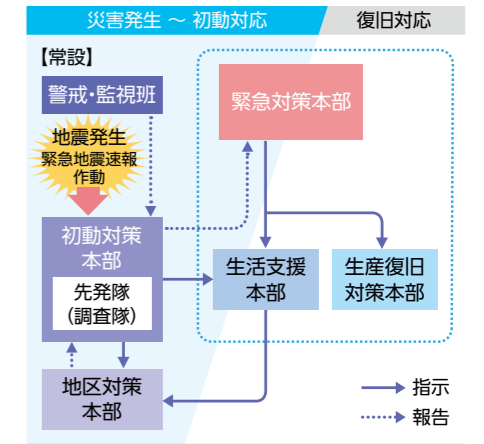 災害発生 ～ 初動対応
復旧対応
【常設】
警戒・監視班
地震発生
緊急地震速報
作動
緊急対策本部
初動対策
本部
先発隊
（調査隊）
生活支援
本部
生産復旧
対策本部
地区対策
本部
指示
報告